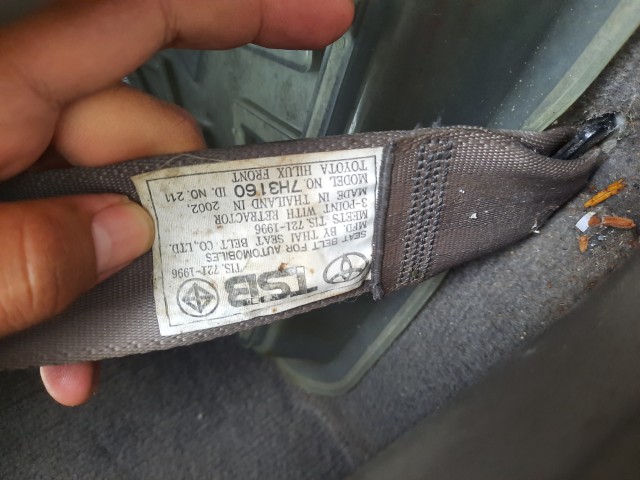 TSB
SEAT BELT FOR AUTOMOBILES
TIS. 721-1996
MFD. BY THAI SEAT BELT CO., LTD.
MEETS TIS. 721-1996
3-POINT WITH RETRACTOR
MADE IN THAILAND IN 2002,
MODEL NO. 7H3160 ID. NO. 211
TOYOTA HILUX FRONT